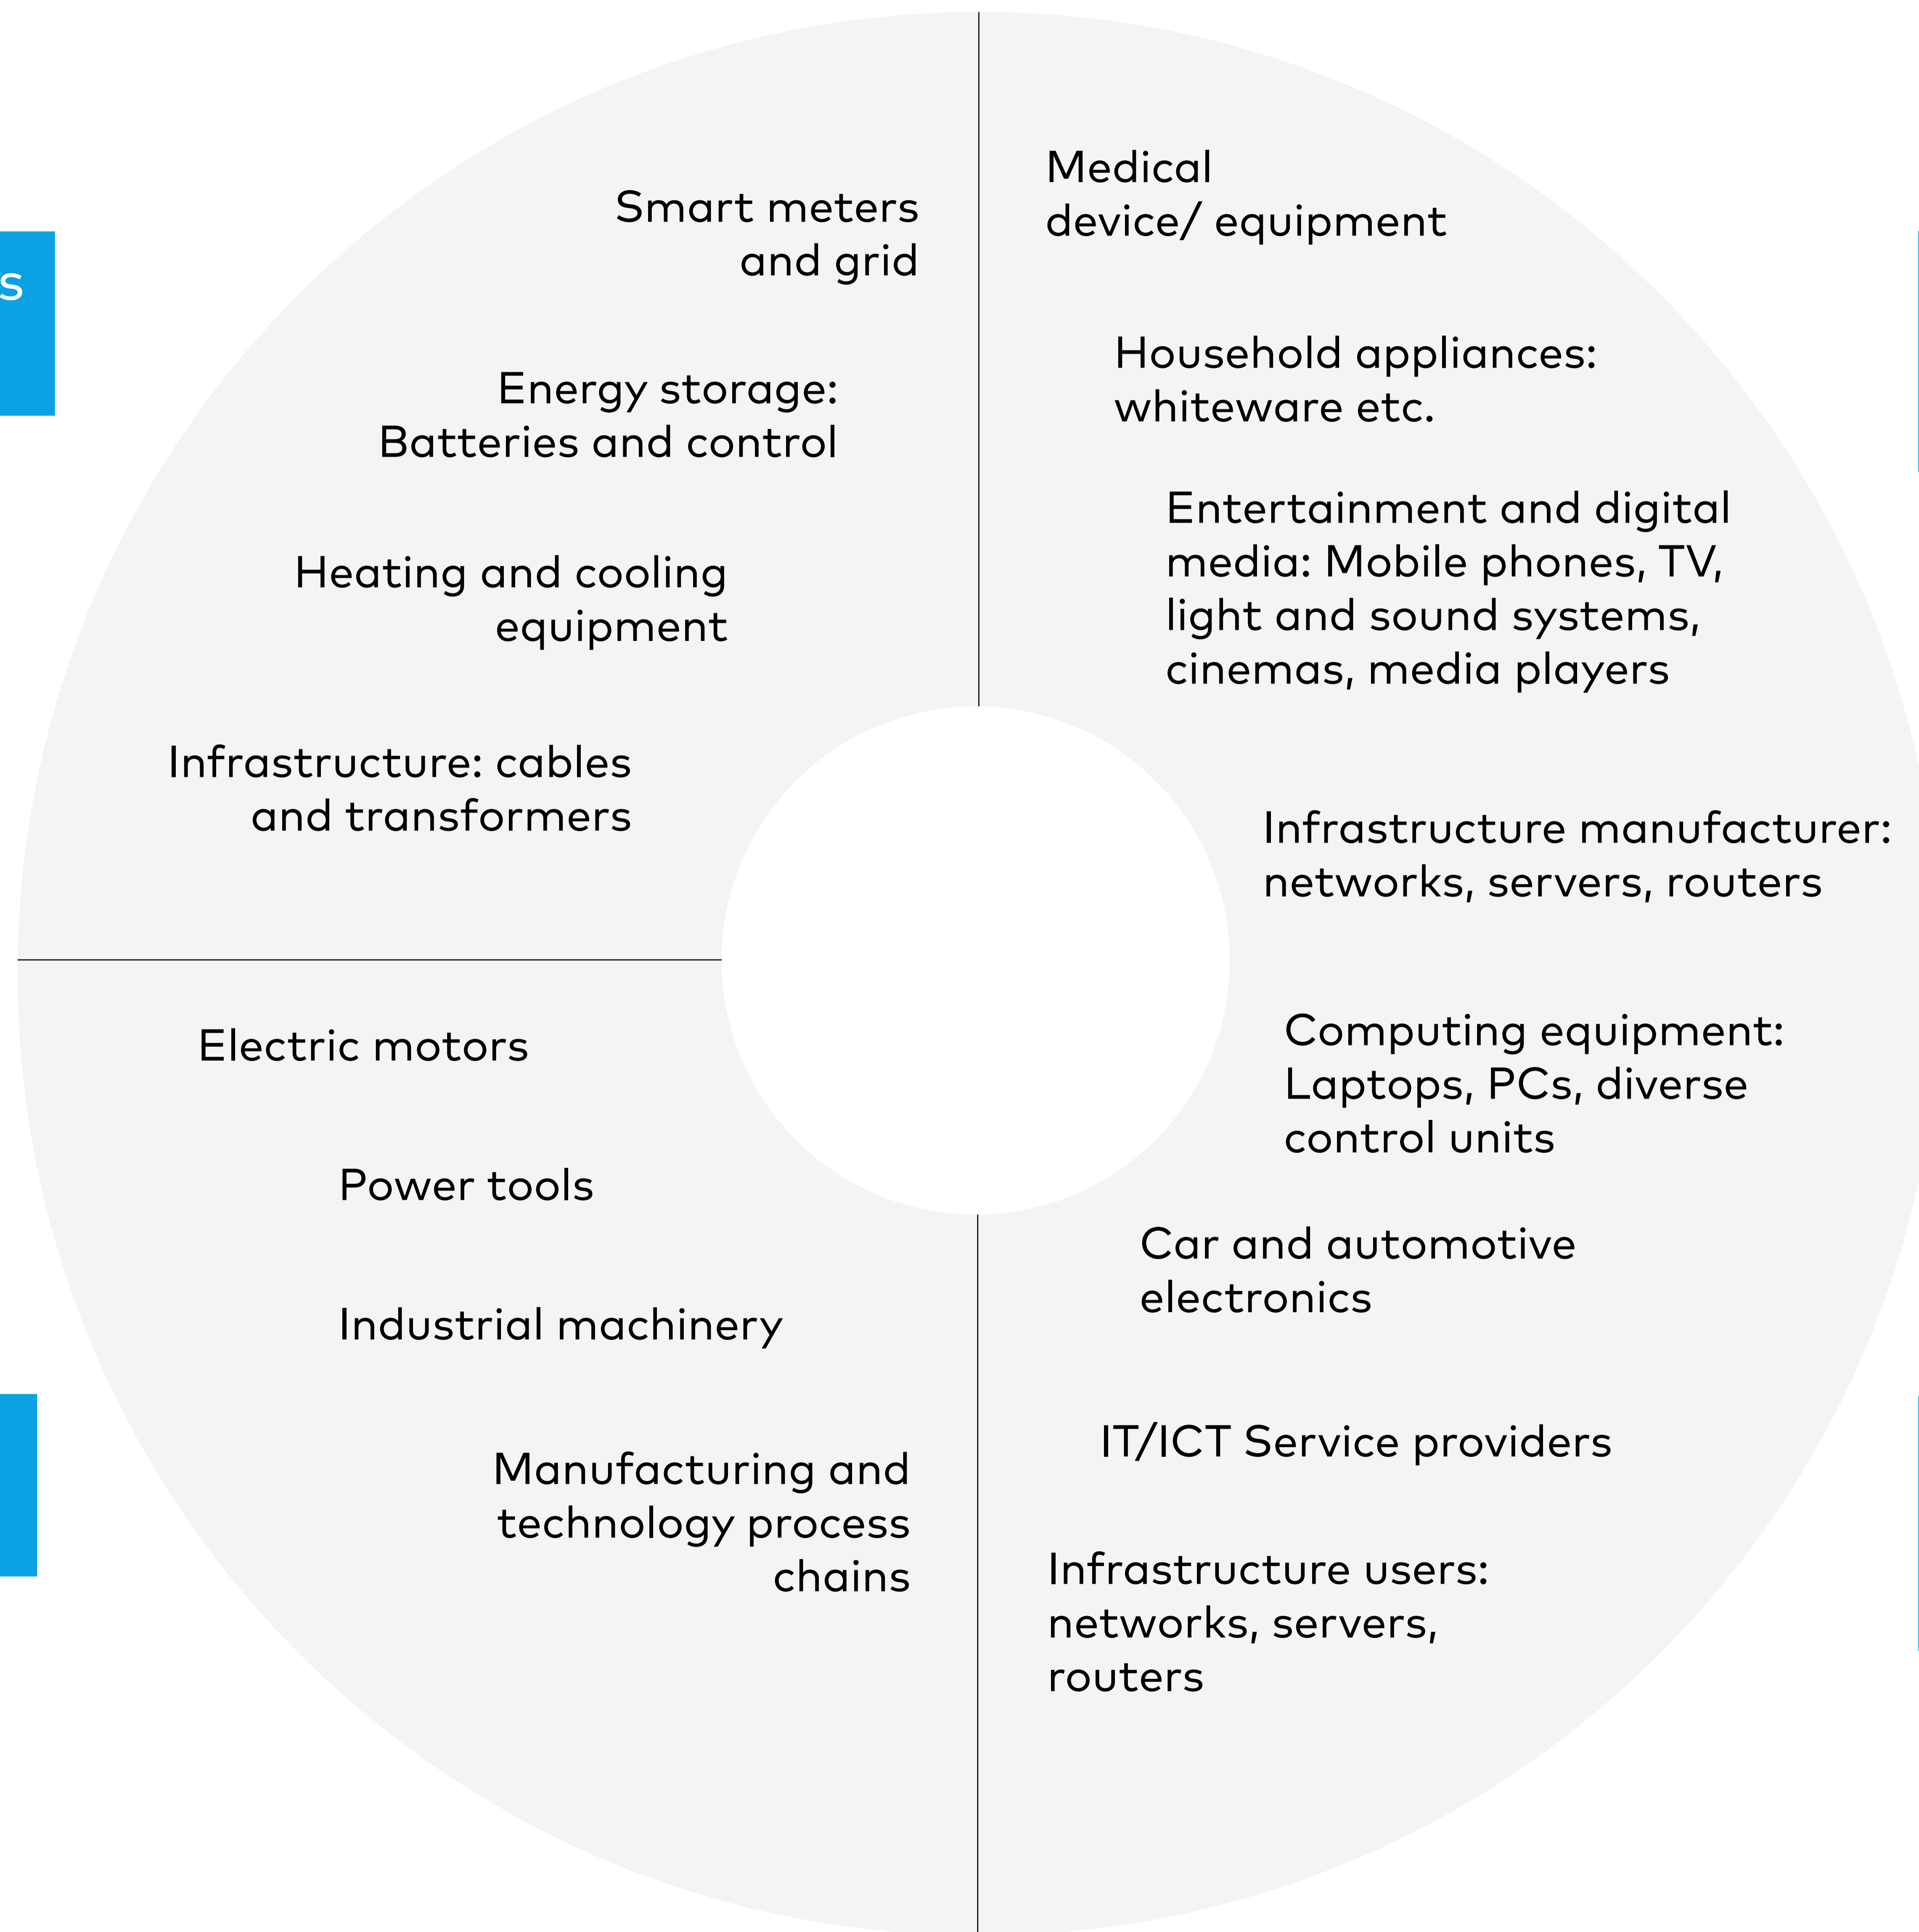 s
Smart meters
and grid
Energy storage:
Batteries and control
Heating and cooling
equipment
Infrastructure: cables
and transformers
Medical
device/ equipment
Household appliances:
whiteware etc.
Entertainment and digital
media: Mobile phones, TV,
light and sound systems,
cinemas, media players
Infrastructure manufacturer:
networks, servers, routers
Computing equipment:
Laptops, PCs, diverse
control units
Car and automotive
electronics
IT/ICT Service providers
Infrastructure users:
networks, servers,
routers
Electric motors
Power tools
Industrial machinery
Manufacturing and
technology process
chains